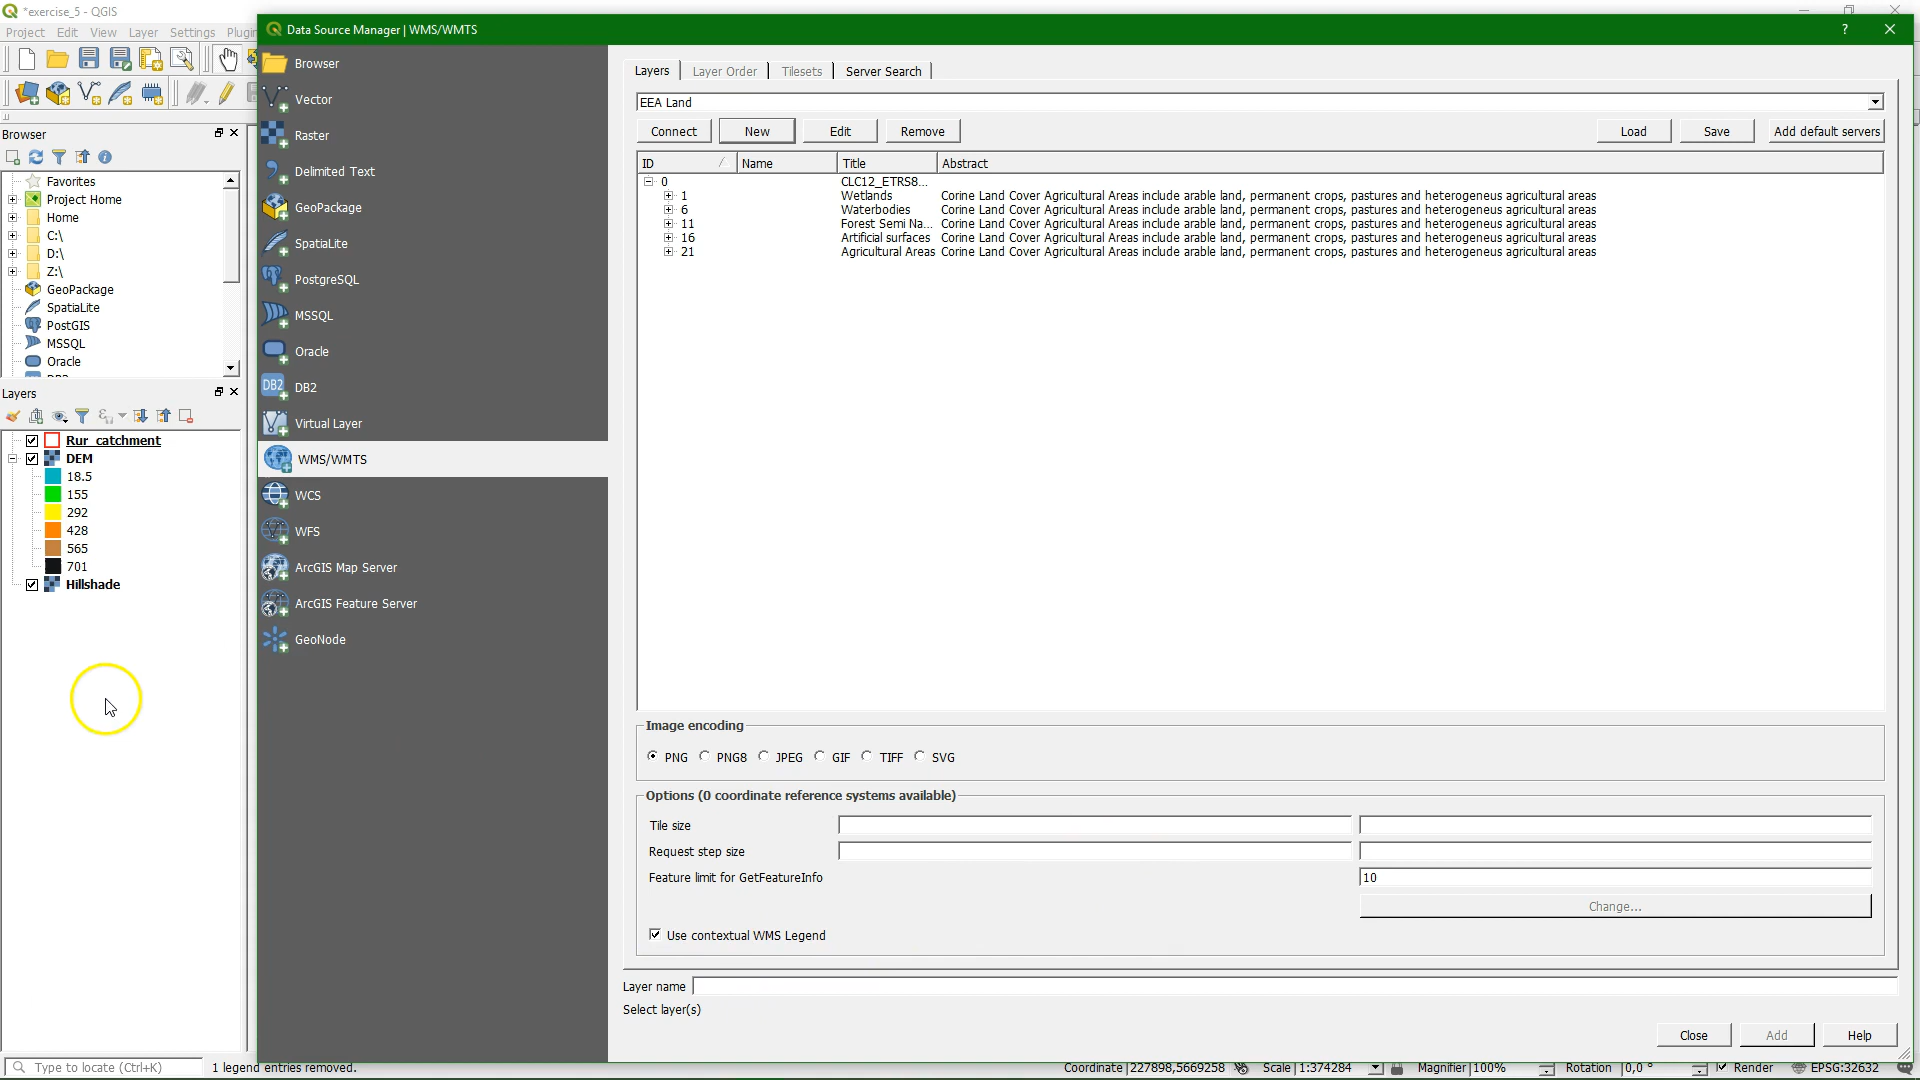 *exercise_5 - QGIS
Project Edit View Layer Settings Plugin
Browser
Favorites
Project Home
Home
C:\
D:\
Z:\
GeoPackage
SpatiaLite
PostGIS
MSSQL
Oracle
Layers
Rur_catchment
DEM
18.5
155
292
428
565
701
Hillshade
Data Source Manager | WMS/WMTS
Browser
Vector
Raster
Delimited Text
GeoPackage
SpatiaLite
PostgreSQL
MSSQL
Oracle
DB2
DB2
Virtual Layer
WMS/WMTS
WCS
WFS
ArcGIS Map Server
ArcGIS Feature Server
GeoNode
Layers Layer Order Tilesets Server Search
EEA Land
Connect New Edit Remove Load Save Add default servers
ID Name Title Abstract
0 CLC12_ETRS8...
1 Wetlands Corine Land Cover Agricultural Areas include arable land, permanent crops, pastures and heterogeneus agricultural areas
6 Waterbodies Corine Land Cover Agricultural Areas include arable land, permanent crops, pastures and heterogeneus agricultural areas
11 Forest Semi Na... Corine Land Cover Agricultural Areas include arable land, permanent crops, pastures and heterogeneus agricultural areas
16 Artificial surfaces Corine Land Cover Agricultural Areas include arable land, permanent crops, pastures and heterogeneus agricultural areas
21 Agricultural Areas Corine Land Cover Agricultural Areas include arable land, permanent crops, pastures and heterogeneus agricultural areas
Image encoding
PNG PNG8 JPEG GIF TIFF SVG
Options (0 coordinate reference systems available)
Tile size
Request step size
Feature limit for GetFeatureInfo 10
Change...
Use contextual WMS Legend
Layer name
Select layer(s)
Close Add Help
Type to locate (Ctrl+K) 1 legend entries removed. Coordinate 227898,5669258 Scale 1:374284 Magnifier 100% Rotation 0,0 ° Render EPSG:32632